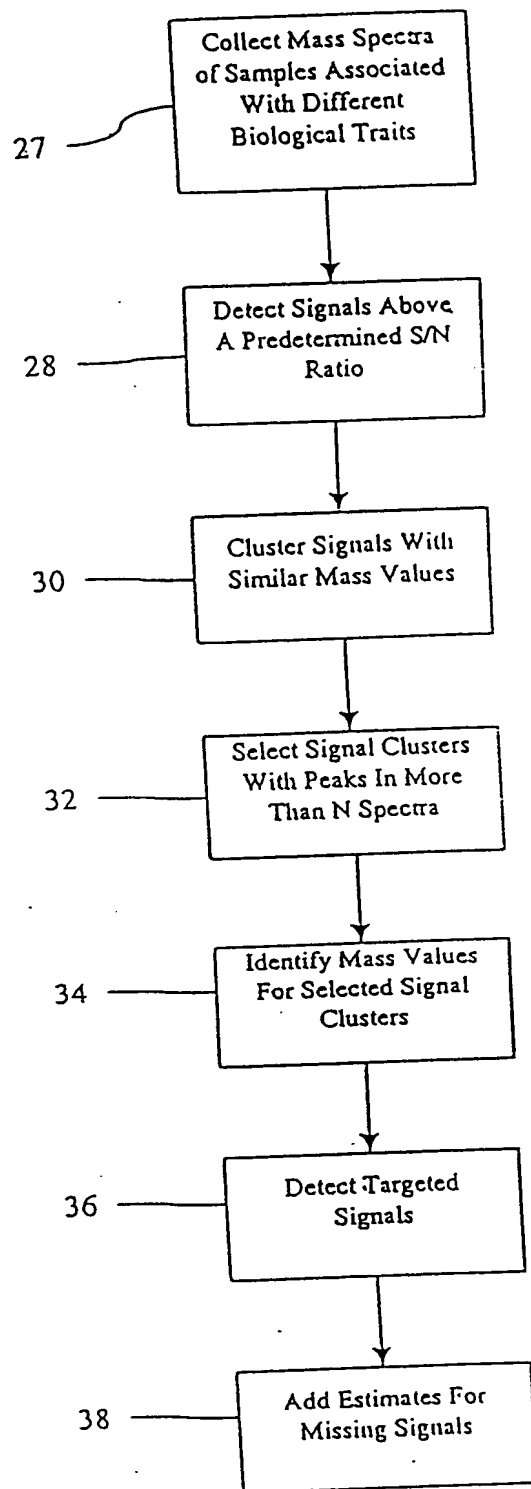 Collect Mass Spectra
of Samples Associated
With Different
Biological Traits
27
Detect Signals Above
A Predetermined S/N
Ratio
28
Cluster Signals With
Similar Mass Values
30
Select Signal Clusters
With Peaks In More
Than N Spectra
32
Identify Mass Values
For Selected Signal
Clusters
34
Detect Targeted
Signals
36
Add Estimates For
Missing Signals
38